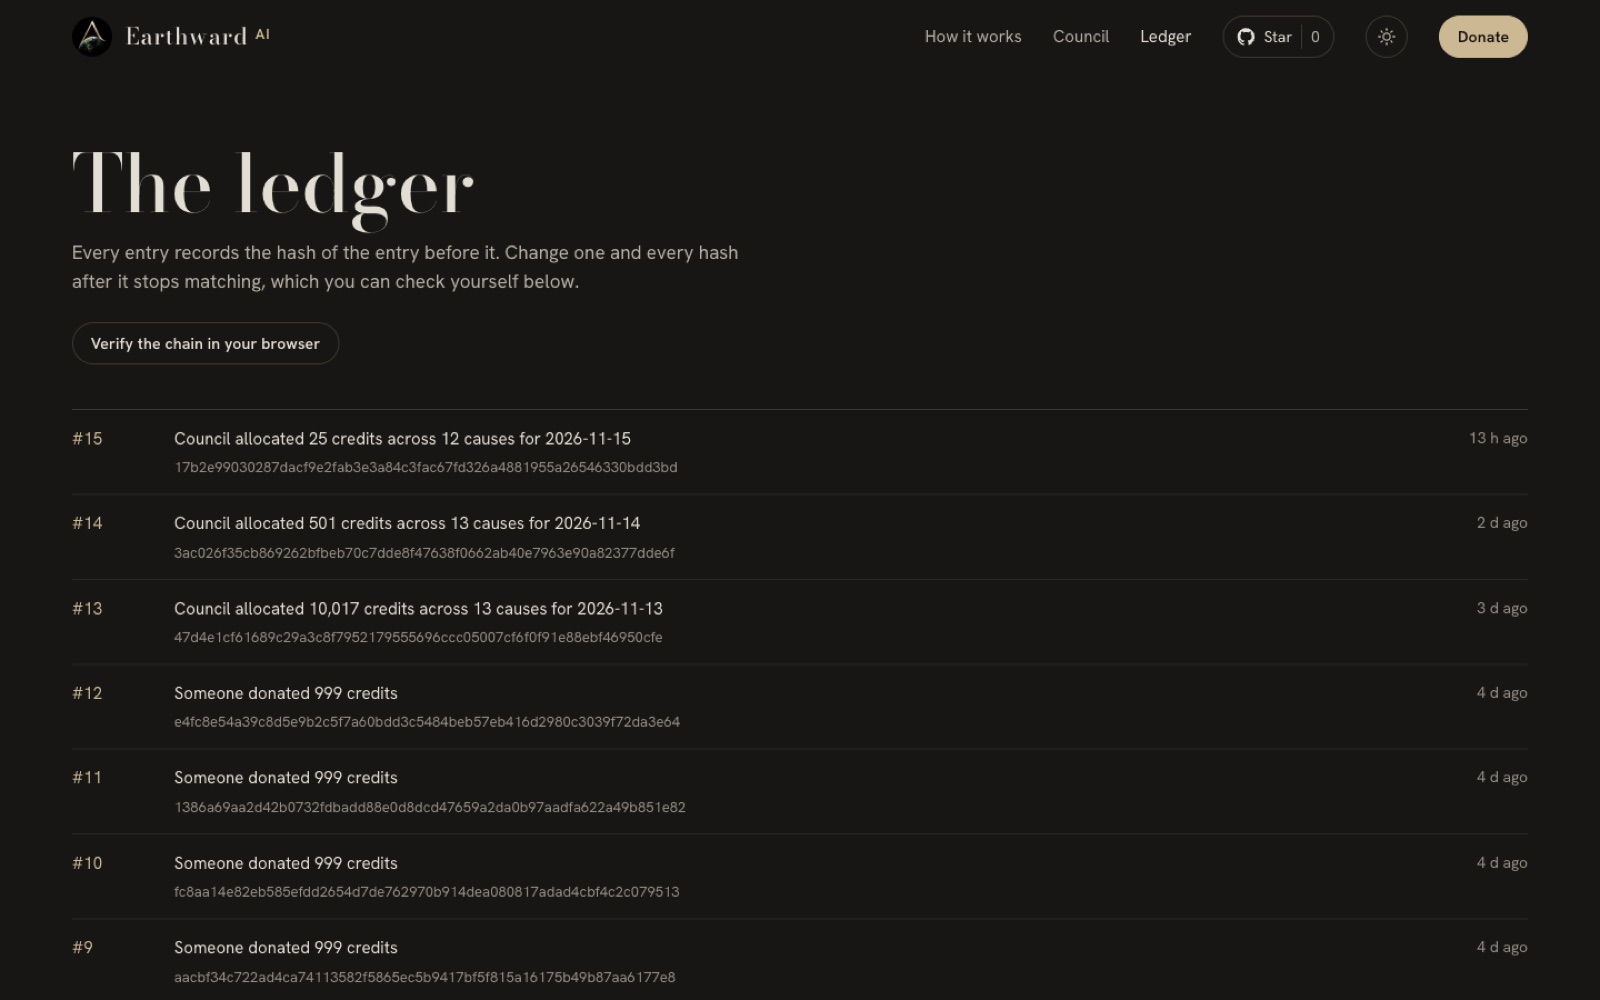 Earthward AI
How it works
Council
Ledger
Star 0
Donate
The ledger
Every entry records the hash of the entry before it. Change one and every hash
after it stops matching, which you can check yourself below.
Verify the chain in your browser
#15
Council allocated 25 credits across 12 causes for 2026-11-15
13 h ago
17b2e99030287dacf9e2fab3e3a84c3fac67fd326a4881955a26546330bdd3bd
#14
Council allocated 501 credits across 13 causes for 2026-11-14
2 d ago
3ac026f35cb869262bfbeb70c7dde8f47638f0662ab40e7963e90a82377dde6f
#13
Council allocated 10,017 credits across 13 causes for 2026-11-13
3 d ago
47d4e1cf61689c29a3c8f7952179555696ccc05007cf6f0f91e88ebf46950cfe
#12
Someone donated 999 credits
4 d ago
e4fc8e54a39c8d5e9b2c5f7a60bdd3c5484beb57eb416d2980c3039f72da3e64
#11
Someone donated 999 credits
4 d ago
1386a69aa2d42b0732fdbadd88e0d8dcd47659a2da0b97aadfa622a49b851e82
#10
Someone donated 999 credits
4 d ago
fc8aa14e82eb585efdd2654d7de762970b914dea080817adad4cbf4c2c079513
#9
Someone donated 999 credits
4 d ago
aacbf34c722ad4ca74113582f5865ec5b9417bf5f815a16175b49b87aa6177e8